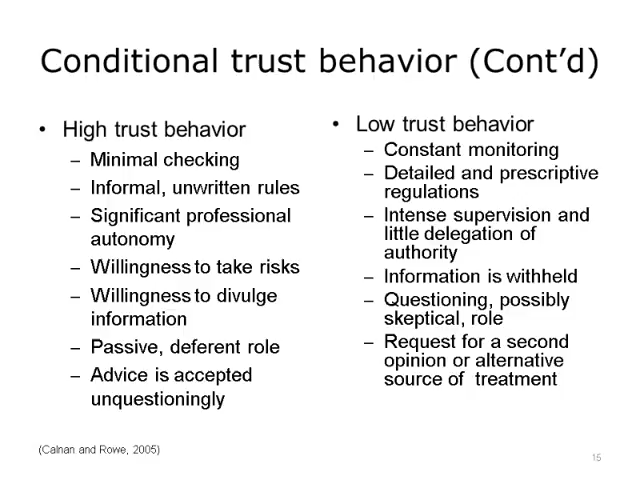 Conditional trust behavior (Cont’d)
• High trust behavior
– Minimal checking
– Informal, unwritten rules
– Significant professional
autonomy
– Willingness to take risks
– Willingness to divulge
information
– Passive, deferent role
– Advice is accepted
unquestioningly
• Low trust behavior
– Constant monitoring
– Detailed and prescriptive
regulations
– Intense supervision and
little delegation of
authority
– Information is withheld
– Questioning, possibly
skeptical, role
– Request for a second
opinion or alternative
source of treatment
(Calnan and Rowe, 2005)
15